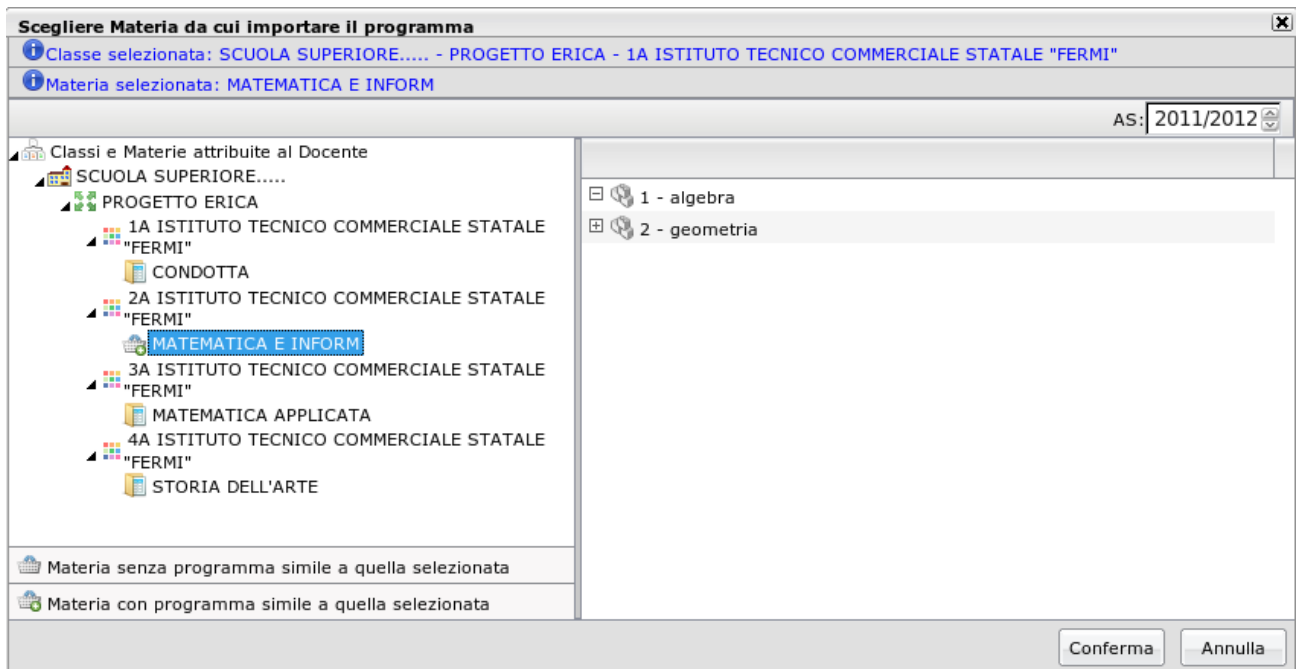 Scegliere Materia da cui importare il programma
Classe selezionata: SCUOLA SUPERIORE..... - PROGETTO ERICA - 1A ISTITUTO TECNICO COMMERCIALE STATALE "FERMI"
Materia selezionata: MATEMATICA E INFORM
AS: 2011/2012
Classi e Materie attribuite al Docente
SCUOLA SUPERIORE.....
PROGETTO ERICA
1A ISTITUTO TECNICO COMMERCIALE STATALE
"FERMI"
CONDOTTA
2A ISTITUTO TECNICO COMMERCIALE STATALE
"FERMI"
MATEMATICA E INFORM
3A ISTITUTO TECNICO COMMERCIALE STATALE
"FERMI"
MATEMATICA APPLICATA
4A ISTITUTO TECNICO COMMERCIALE STATALE
"FERMI"
STORIA DELL'ARTE
Materia senza programma simile a quella selezionata
Materia con programma simile a quella selezionata
1 - algebra
2 - geometria
Conferma
Annulla